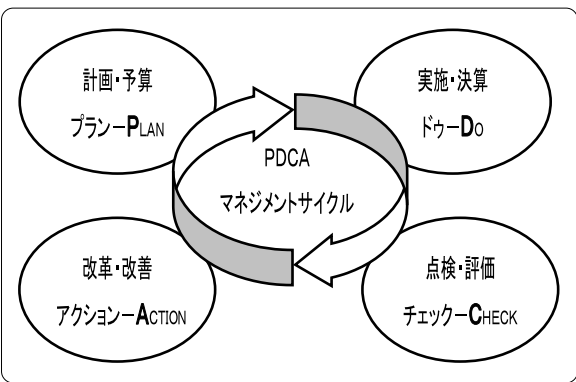 計画・予算
プランーPLAN
実施・決算
ドゥーDO
PDCA
マネジメントサイクル
改革・改善
アクションーACTION
点検・評価
チェックーCHECK